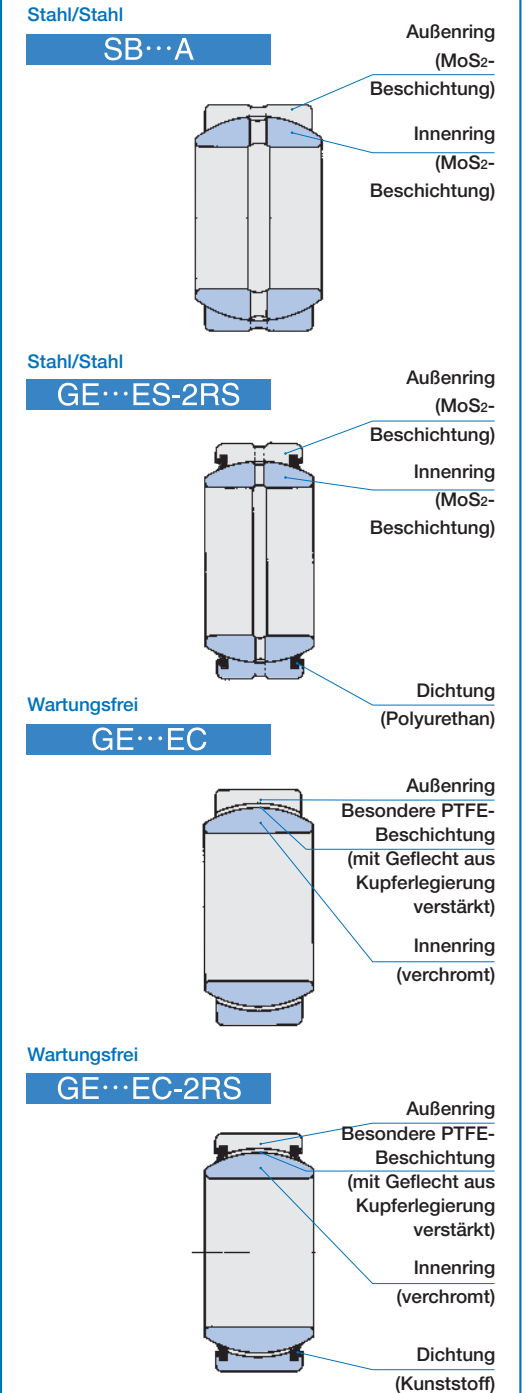 Stahl/Stahl
SB···A
Außenring
(MoS2-
Beschichtung)
Innenring
(MoS2-
Beschichtung)
Stahl/Stahl
GE···ES-2RS
Außenring
(MoS2-
Beschichtung)
Innenring
(MoS2-
Beschichtung)
Dichtung
(Polyurethan)
Wartungsfrei
GE···EC
Außenring
Besondere PTFE-
Beschichtung
(mit Geflecht aus
Kupferlegierung
verstärkt)
Innenring
(verchromt)
Wartungsfrei
GE···EC-2RS
Außenring
Besondere PTFE-
Beschichtung
(mit Geflecht aus
Kupferlegierung
verstärkt)
Innenring
(verchromt)
Dichtung
(Kunststoff)